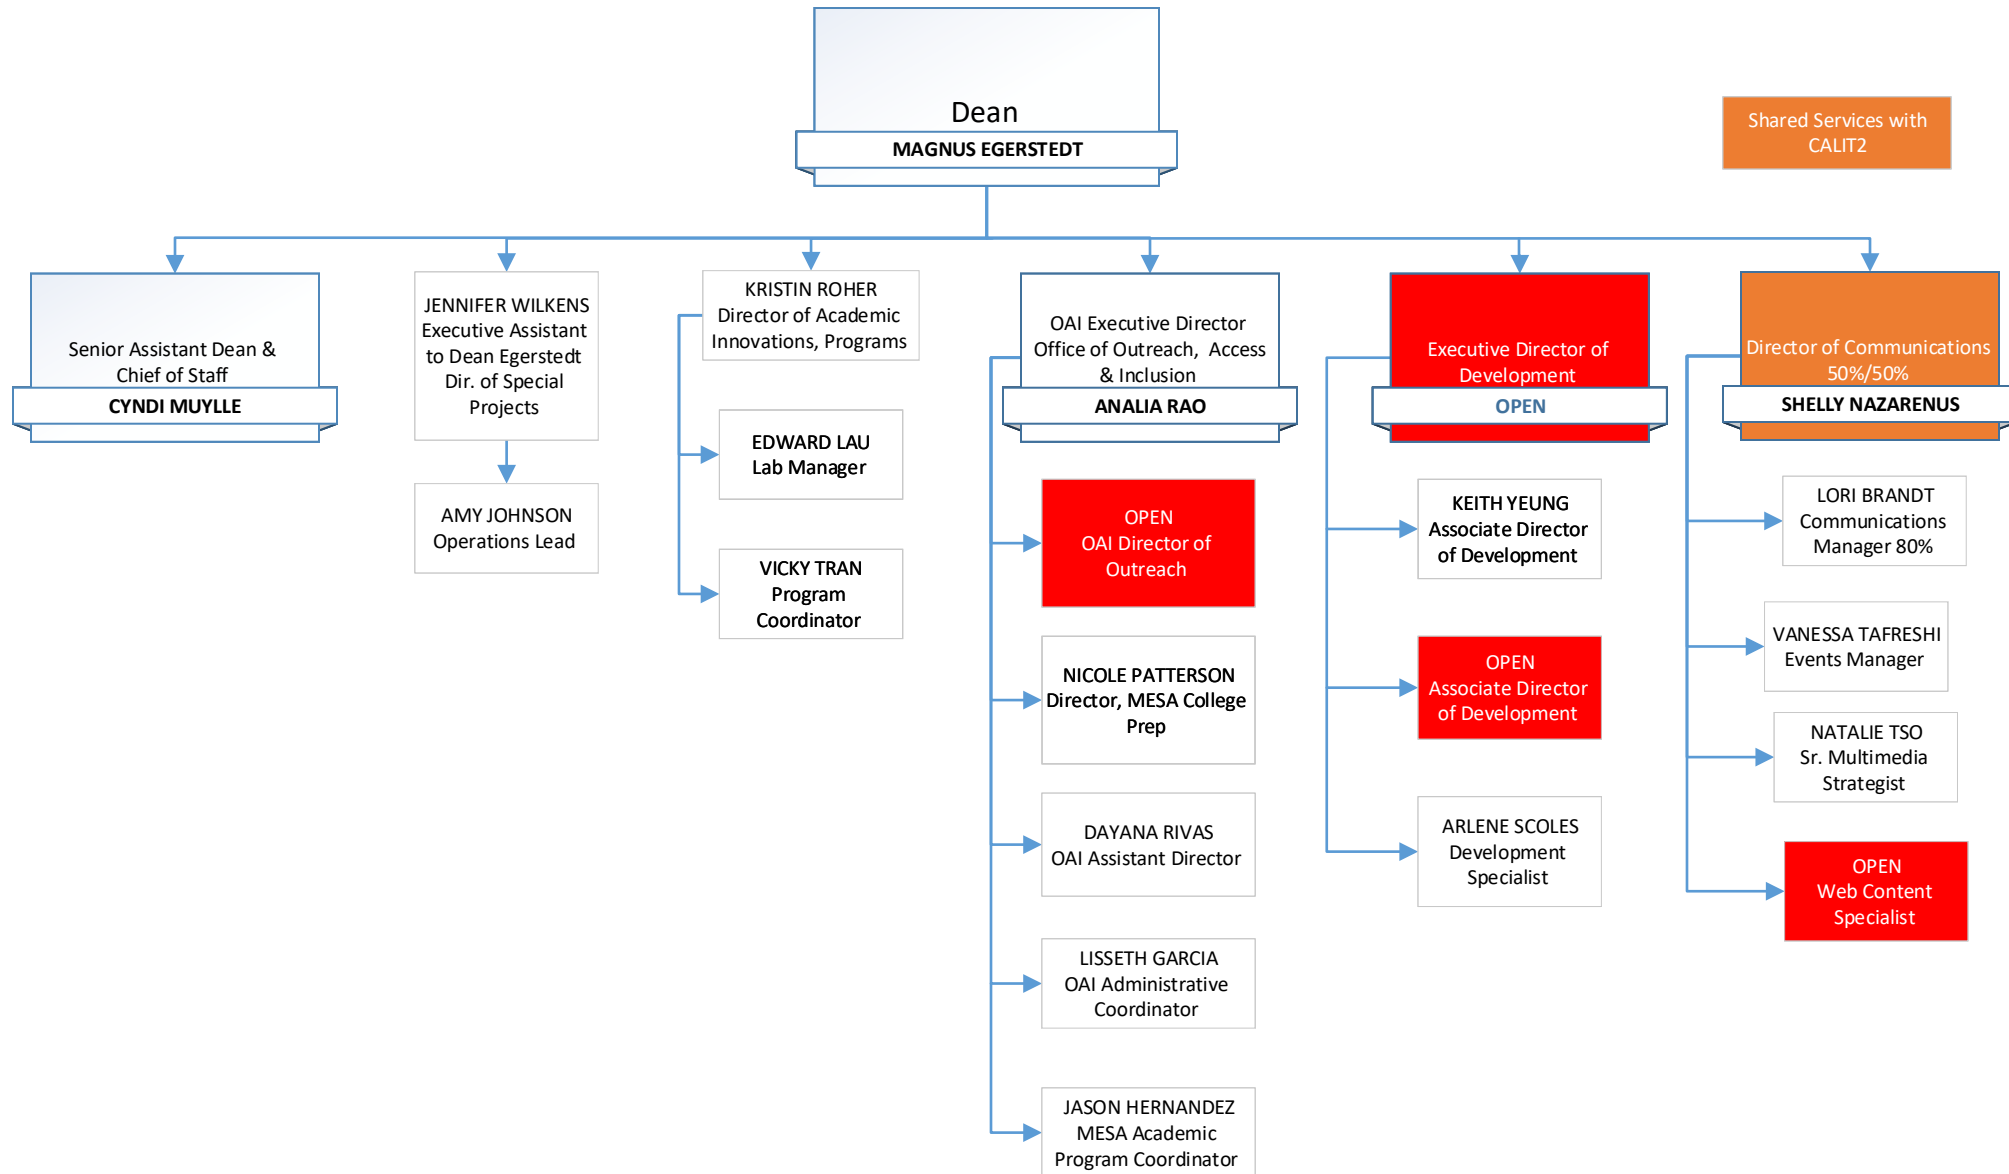 Dean
MAGNUS EGERSTEDT
Shared Services with
CALIT2
Senior Assistant Dean &
Chief of Staff
CYNDI MUYLLE
JENNIFER WILKENS
Executive Assistant
to Dean Egerstedt
Dir. of Special
Projects
AMY JOHNSON
Operations Lead
KRISTIN ROHER
Director of Academic
Innovations, Programs
EDWARD LAU
Lab Manager
VICKY TRAN
Program
Coordinator
OAI Executive Director
Office of Outreach, Access
& Inclusion
ANALIA RAO
OPEN
OAI Director of
Outreach
NICOLE PATTERSON
Director, MESA College
Prep
DAYANA RIVAS
OAI Assistant Director
LISSETH GARCIA
OAI Administrative
Coordinator
JASON HERNANDEZ
MESA Academic
Program Coordinator
Executive Director of
Development
OPEN
KEITH YEUNG
Associate Director
of Development
OPEN
Associate Director
of Development
ARLENE SCOLES
Development
Specialist
Director of Communications
50%/50%
SHELLY NAZARENUS
LORI BRANDT
Communications
Manager 80%
VANESSA TAFRESHI
Events Manager
NATALIE TSO
Sr. Multimedia
Strategist
OPEN
Web Content
Specialist